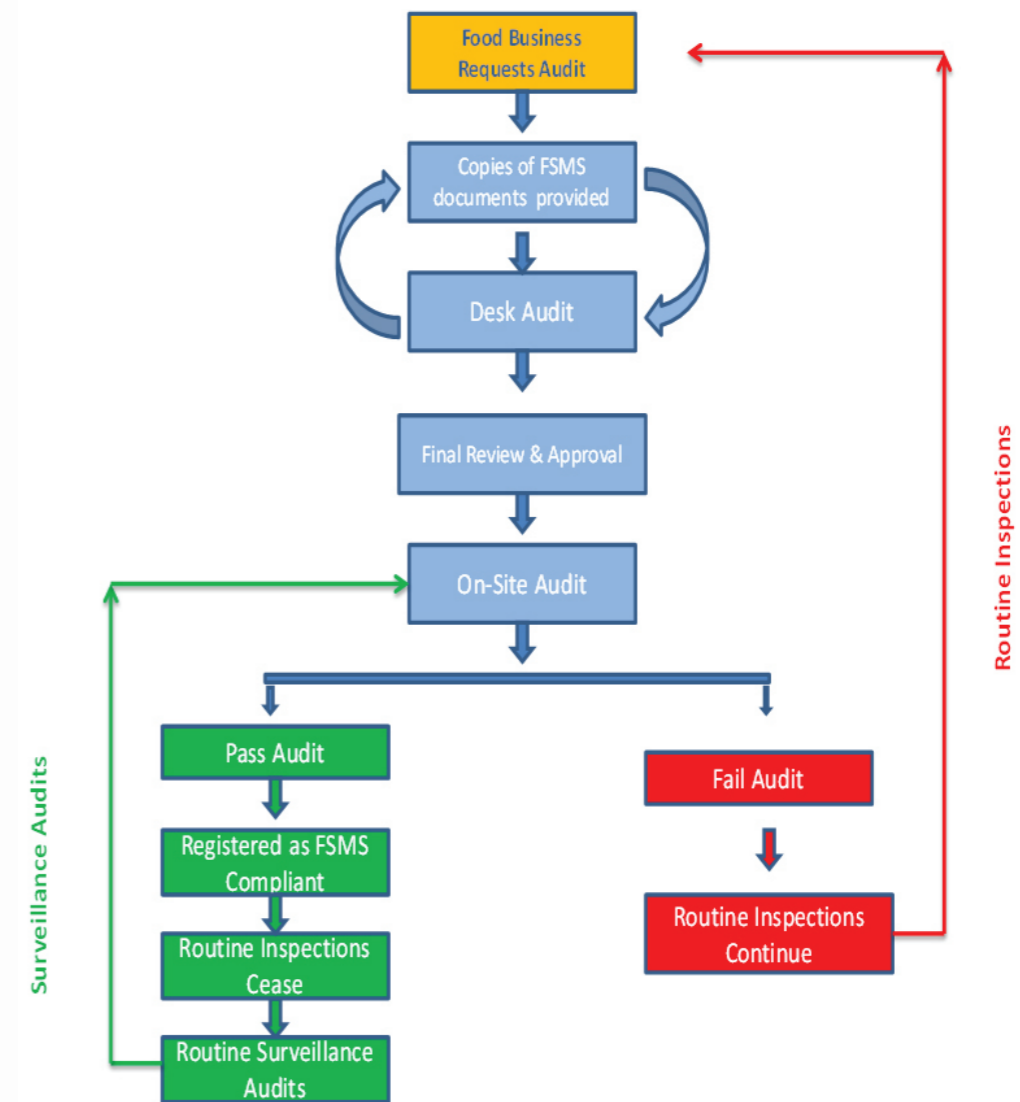 Food Business
Requests Audit
Copies of FSMS
documents provided
Desk Audit
Final Review & Approval
On-Site Audit
Pass Audit
Fail Audit
Registered as FSMS
Compliant
Routine Inspections
Cease
Routine Inspections
Continue
Routine Surveillance
Audits
Surveillance Audits
Routine Inspections